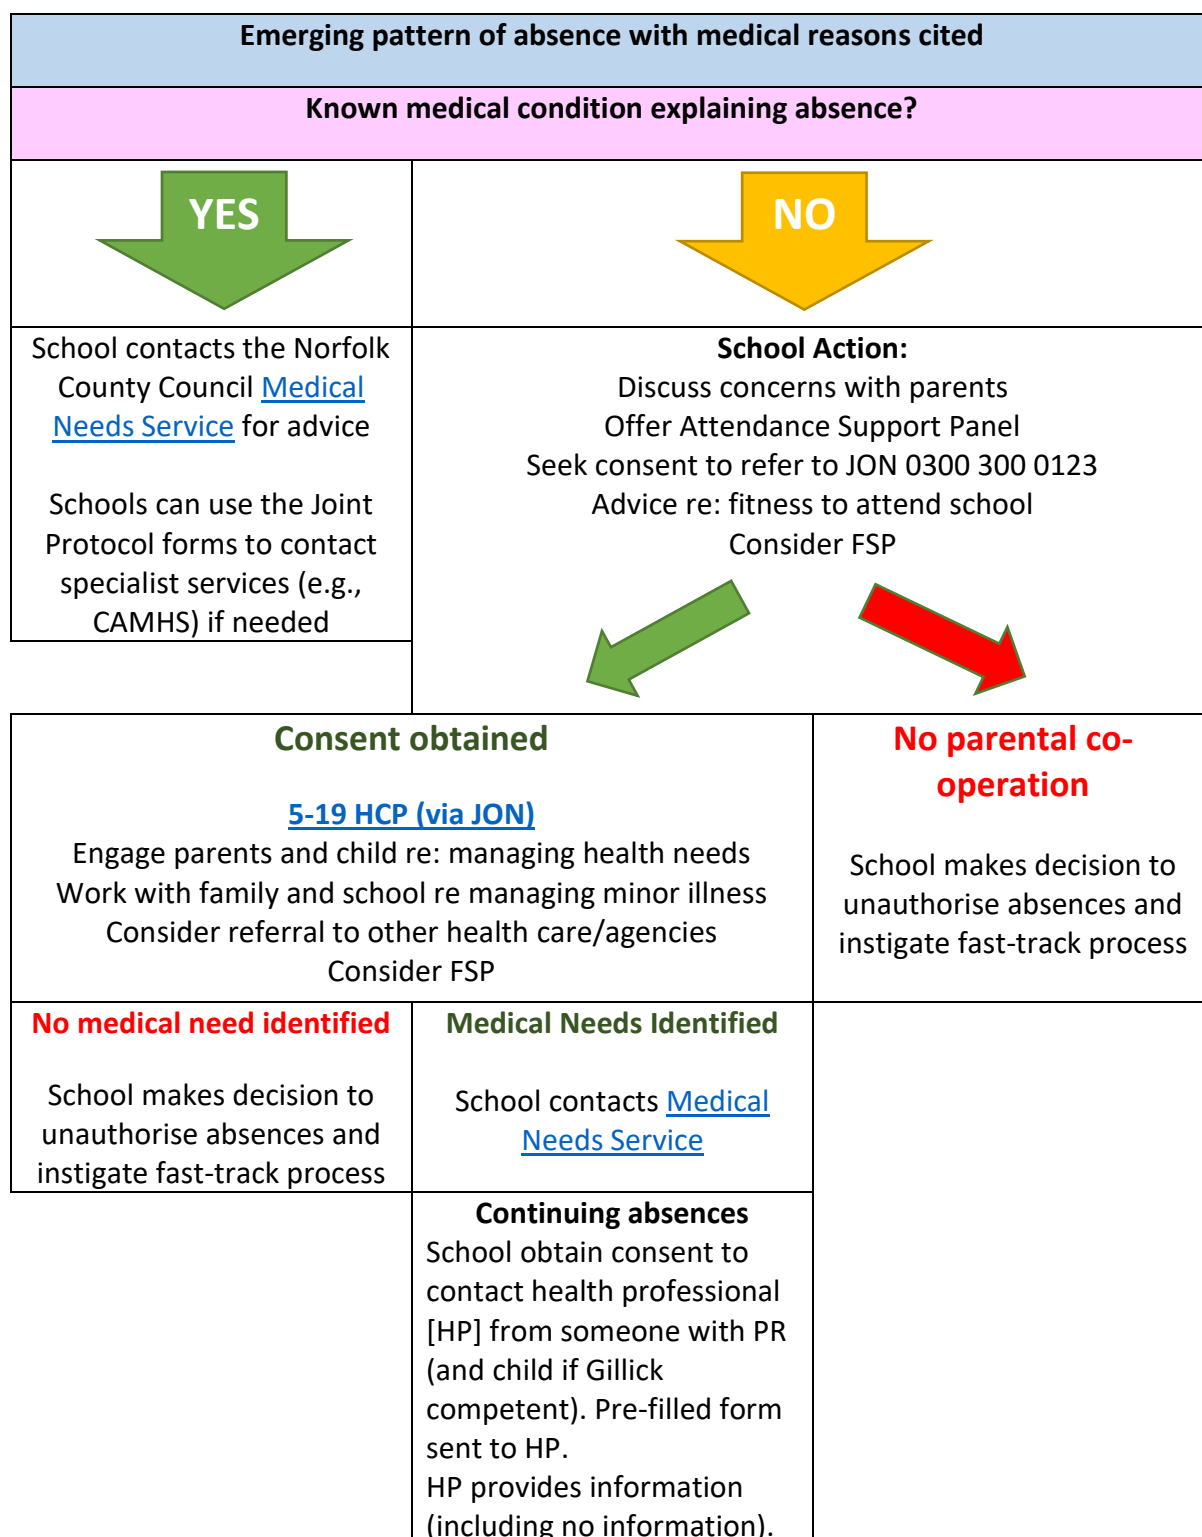 Emerging pattern of absence with medical reasons cited
Known medical condition explaining absence?
YES
NO
School contacts the Norfolk
County Council Medical
Needs Service for advice
Schools can use the Joint
Protocol forms to contact
specialist services (e.g.,
CAMHS) if needed
School Action:
Discuss concerns with parents
Offer Attendance Support Panel
Seek consent to refer to JON 0300 300 0123
Advice re: fitness to attend school
Consider FSP
Consent obtained
5-19 HCP (via JON)
Engage parents and child re: managing health needs
Work with family and school re managing minor illness
Consider referral to other health care/agencies
Consider FSP
No parental co-
operation
School makes decision to
unauthorise absences and
instigate fast-track process
No medical need identified
School makes decision to
unauthorise absences and
instigate fast-track process
Medical Needs Identified
School contacts Medical
Needs Service
Continuing absences
School obtain consent to
contact health professional
[HP] from someone with PR
(and child if Gillick
competent). Pre-filled form
sent to HP.
HP provides information
(including no information).